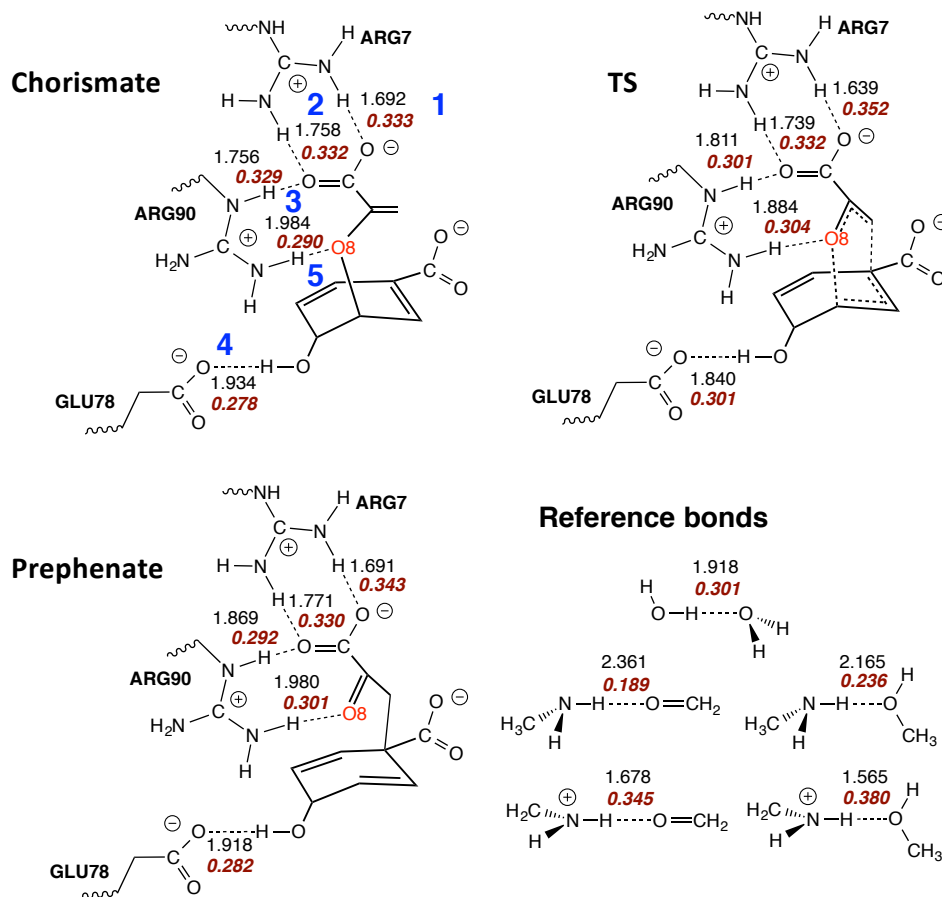 Chorismate
NH
H
ARG7
C
⊕
N
H
H
N
2
H
1.692
0.333
1
H
1.758
0.332
O ⊖
1.756
0.329
O
H
3
N
ARG90
1.984
0.290
O8
⊕
H2N
N
H
5
H
O ⊖
C
O
4
⊖ O
H
O
1.934
0.278
C
GLU78
O
TS
NH
H
ARG7
C
⊕
N
H
H
N
H
1.639
0.352
H
1.739
0.332
O ⊖
1.811
0.301
O
H
N
ARG90
1.884
0.304
O8
⊕
H2N
N
H
H
O ⊖
C
O
⊖ O
H
O
1.840
0.301
C
GLU78
O
Prephenate
NH
H
ARG7
C
⊕
N
H
H
N
H
1.691
0.343
H
1.771
0.330
O ⊖
1.869
0.292
O
H
N
ARG90
1.980
0.301
O8
⊕
H2N
N
H
H
O ⊖
C
O
⊖ O
H
O
1.918
0.282
C
GLU78
O
Reference bonds
1.918
0.301
H
O H O
H
H
2.361
0.189
H3C N H O CH2
H
2.165
0.236
H
H3C N H O
H
CH3
1.678
0.345
⊕
H2C N H O CH2
H
1.565
0.380
H
⊕
H2C N H O
H
CH3